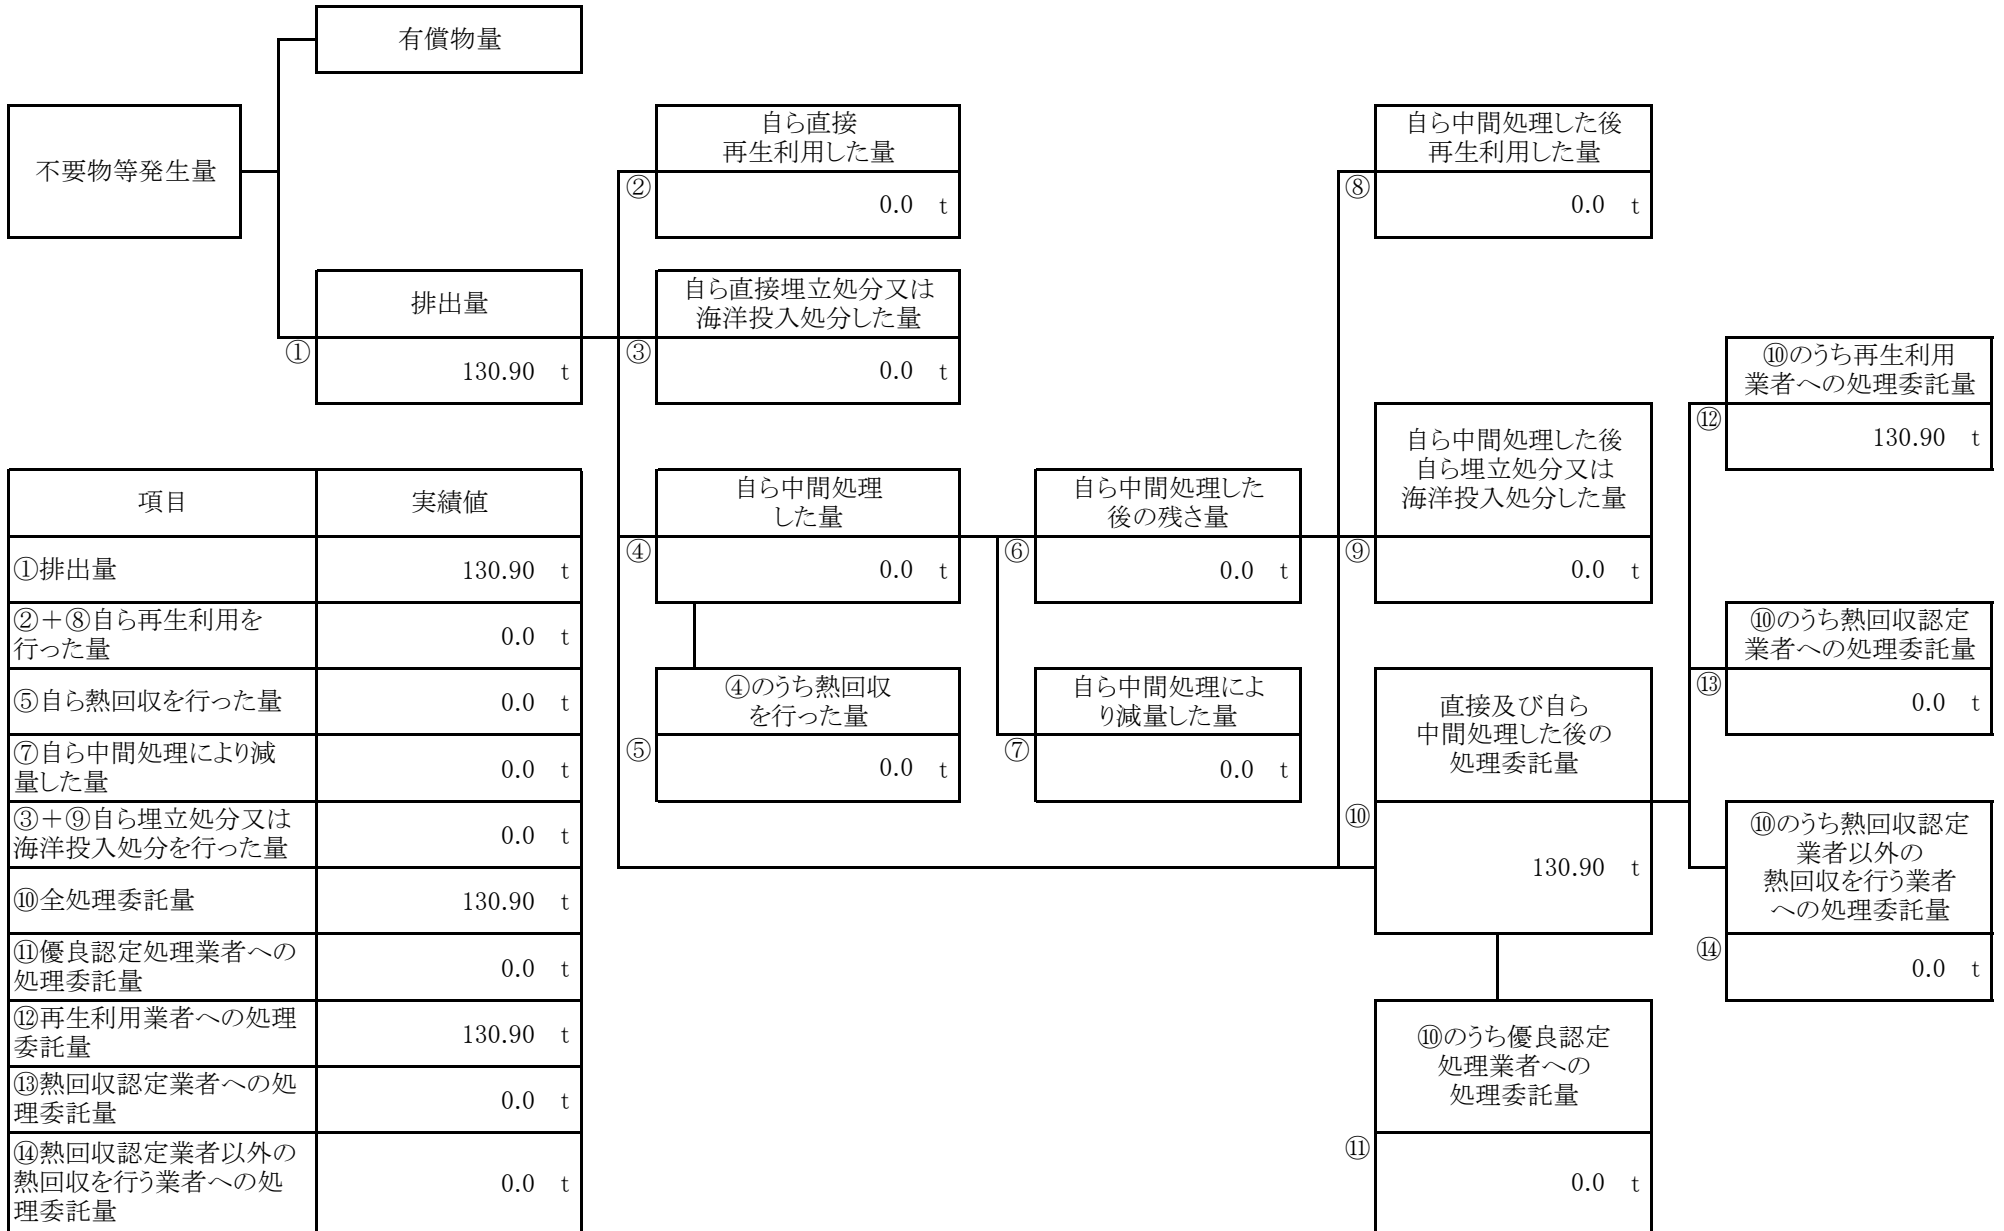 有償物量
不要物等発生量
排出量
①
130.90 t
自ら直接
再生利用した量
②
0.0 t
自ら直接埋立処分又は
海洋投入処分した量
③
0.0 t
自ら中間処理
した量
④
0.0 t
④のうち熱回収
を行った量
⑤
0.0 t
自ら中間処理した
後の残さ量
⑥
0.0 t
自ら中間処理によ
り減量した量
⑦
0.0 t
自ら中間処理した後
再生利用した量
⑧
0.0 t
自ら中間処理した後
自ら埋立処分又は
海洋投入処分した量
⑨
0.0 t
直接及び自ら
中間処理した後の
処理委託量
⑩
130.90 t
⑩のうち優良認定
処理業者への
処理委託量
⑪
0.0 t
⑩のうち再生利用
業者への処理委託量
⑫
130.90 t
⑩のうち熱回収認定
業者への処理委託量
⑬
0.0 t
⑩のうち熱回収認定
業者以外の
熱回収を行う業者
への処理委託量
⑭
0.0 t
項目 実績値
①排出量 130.90 t
②＋⑧自ら再生利用を
行った量 0.0 t
⑤自ら熱回収を行った量 0.0 t
⑦自ら中間処理により減
量した量 0.0 t
③＋⑨自ら埋立処分又は
海洋投入処分を行った量 0.0 t
⑩全処理委託量 130.90 t
⑪優良認定処理業者への
処理委託量 0.0 t
⑫再生利用業者への処理
委託量 130.90 t
⑬熱回収認定業者への処
理委託量 0.0 t
⑭熱回収認定業者以外の
熱回収を行う業者への処
理委託量 0.0 t